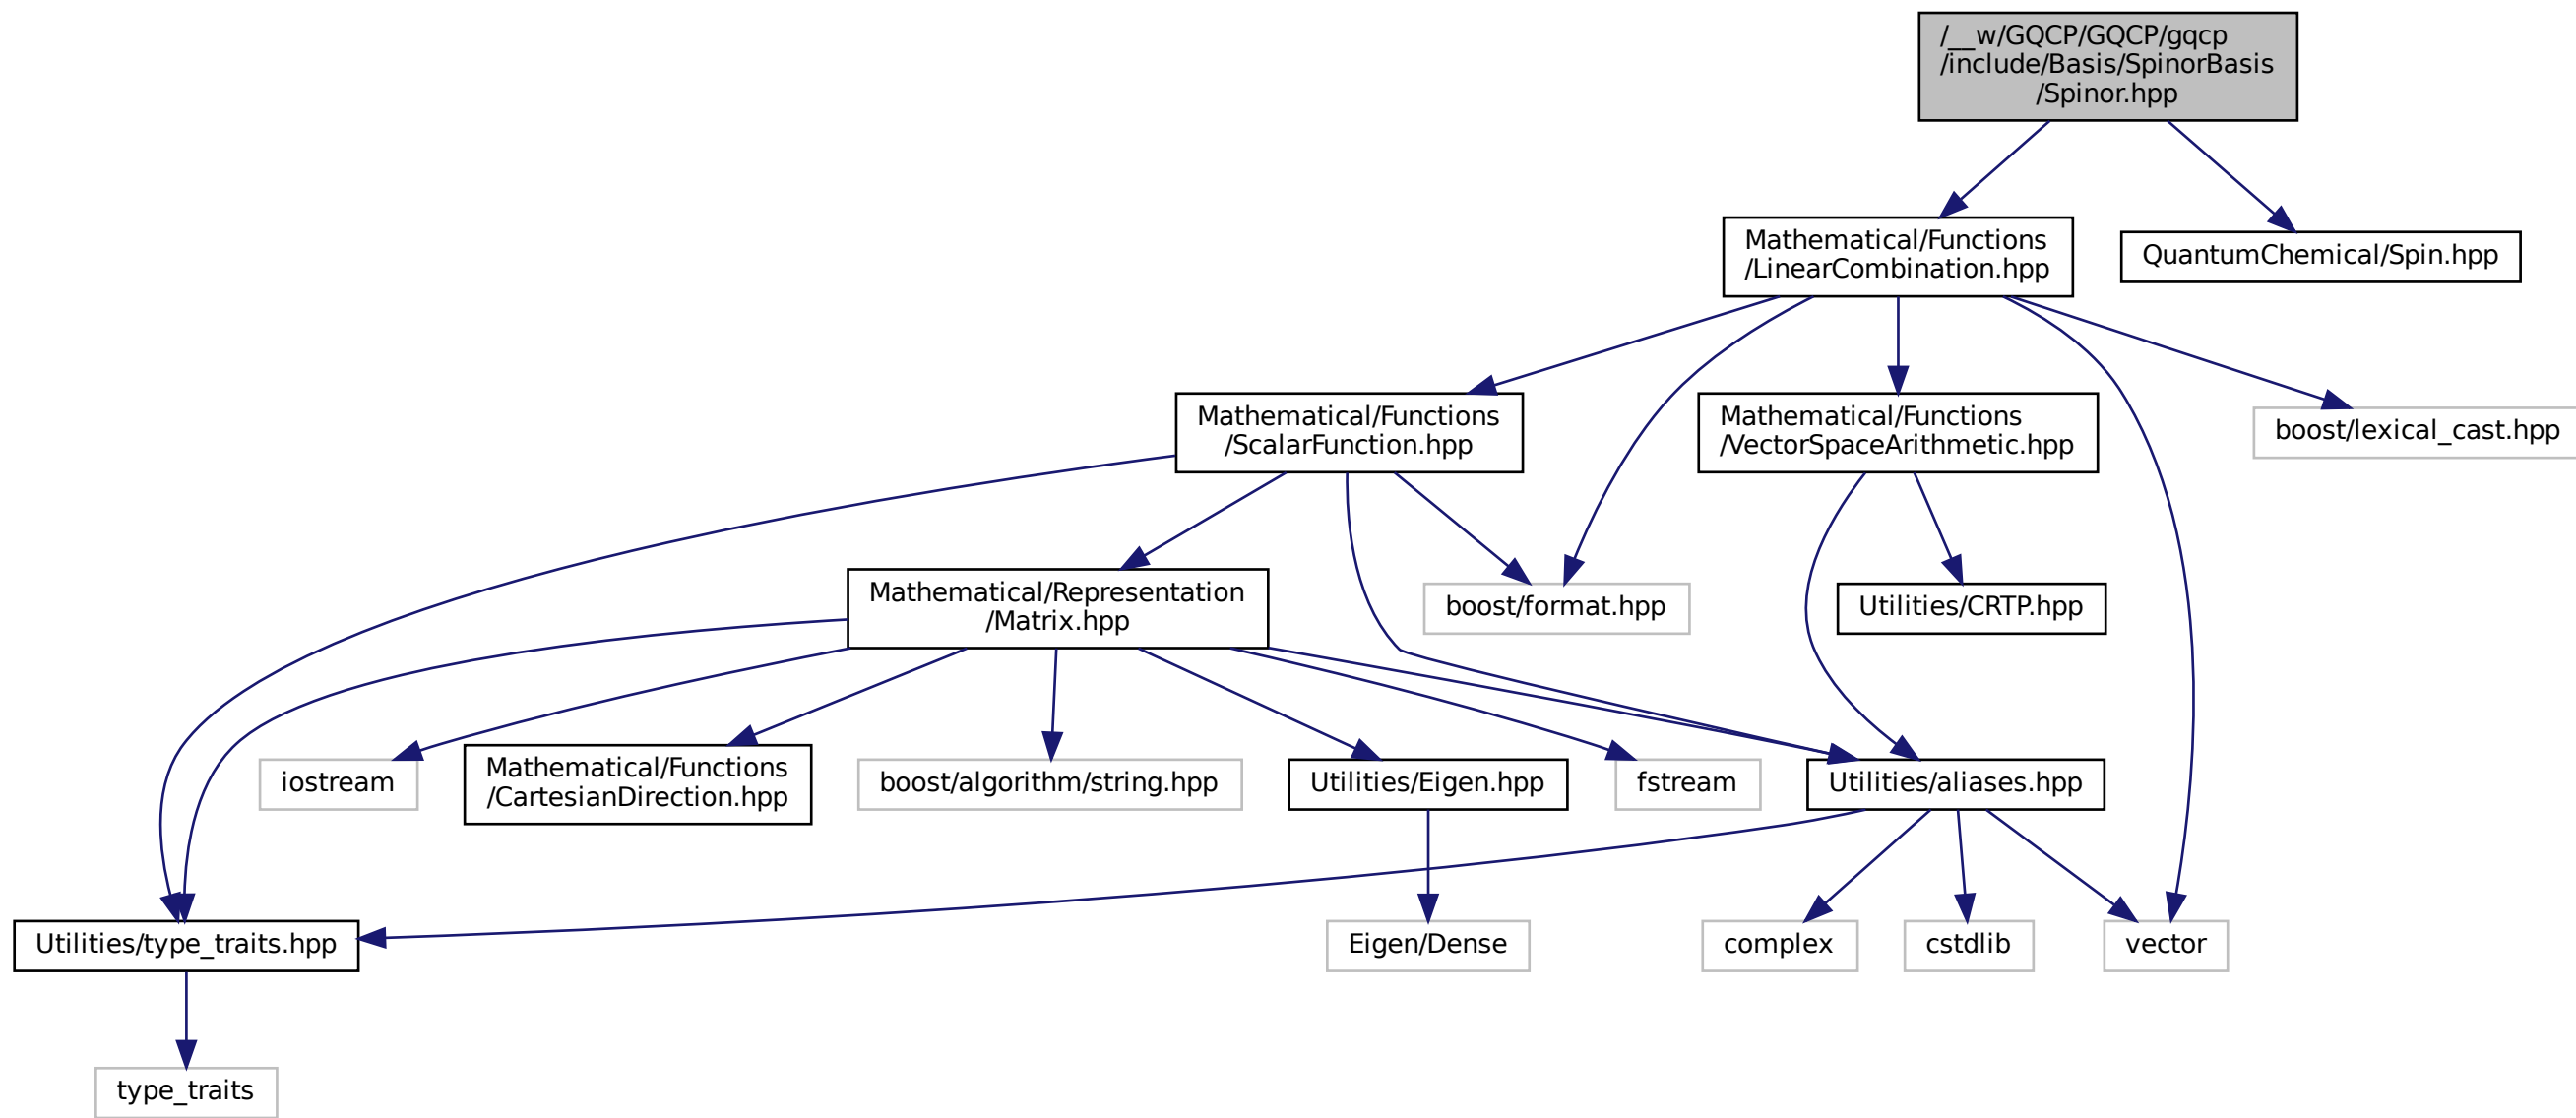 /__w/GQCP/GQCP/gqcp
/include/Basis/SpinorBasis
/Spinor.hpp
Mathematical/Functions
/LinearCombination.hpp
QuantumChemical/Spin.hpp
Mathematical/Functions
/ScalarFunction.hpp
Mathematical/Functions
/VectorSpaceArithmetic.hpp
boost/lexical_cast.hpp
Mathematical/Representation
/Matrix.hpp
boost/format.hpp
Utilities/CRTP.hpp
iostream
Mathematical/Functions
/CartesianDirection.hpp
boost/algorithm/string.hpp
Utilities/Eigen.hpp
fstream
Utilities/aliases.hpp
Utilities/type_traits.hpp
Eigen/Dense
complex
cstdlib
vector
type_traits